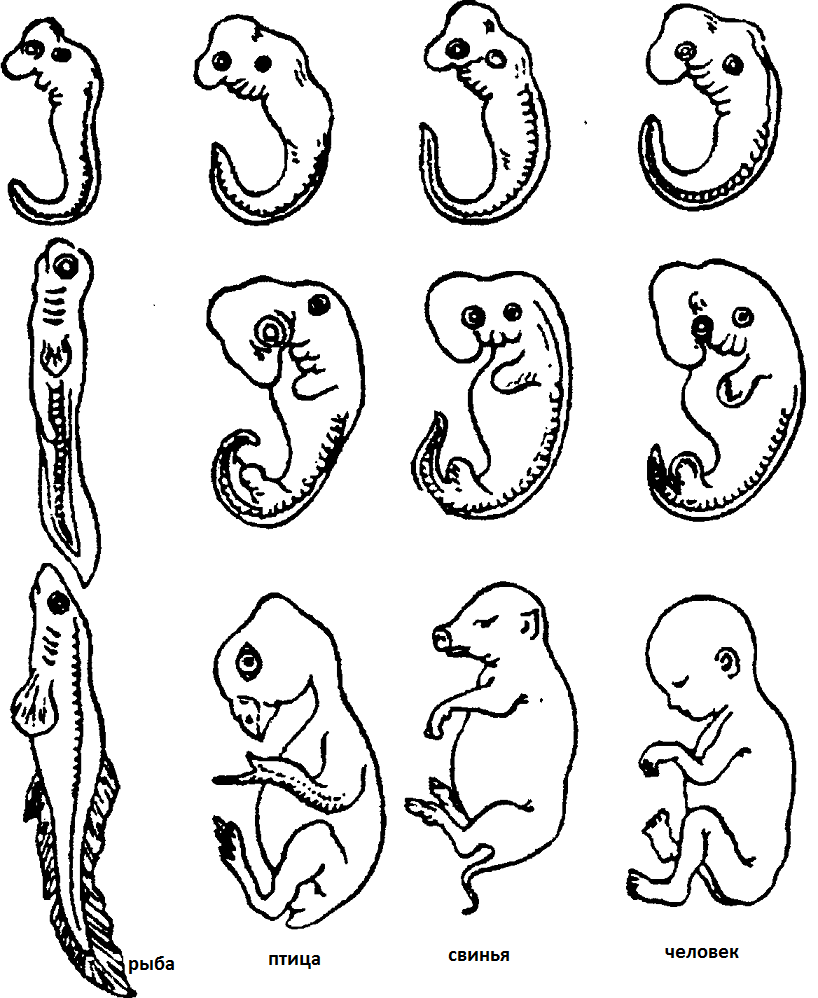 рыба
птица
свинья
человек